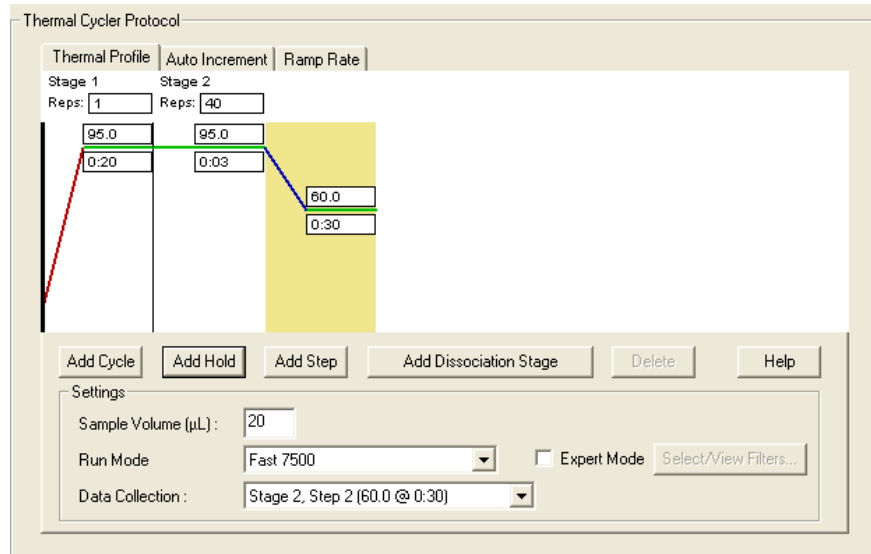 Thermal Cycler Protocol
Thermal Profile Auto Increment Ramp Rate
Stage 1 Stage 2
Reps: 1 Reps: 40
95.0 95.0
0:20 0:03
60.0
0:30
Add Cycle Add Hold Add Step Add Dissociation Stage Delete Help
Settings
Sample Volume (µL) : 20
Run Mode Fast 7500 Expert Mode Select/View Filters...
Data Collection : Stage 2, Step 2 (60.0 @ 0:30)